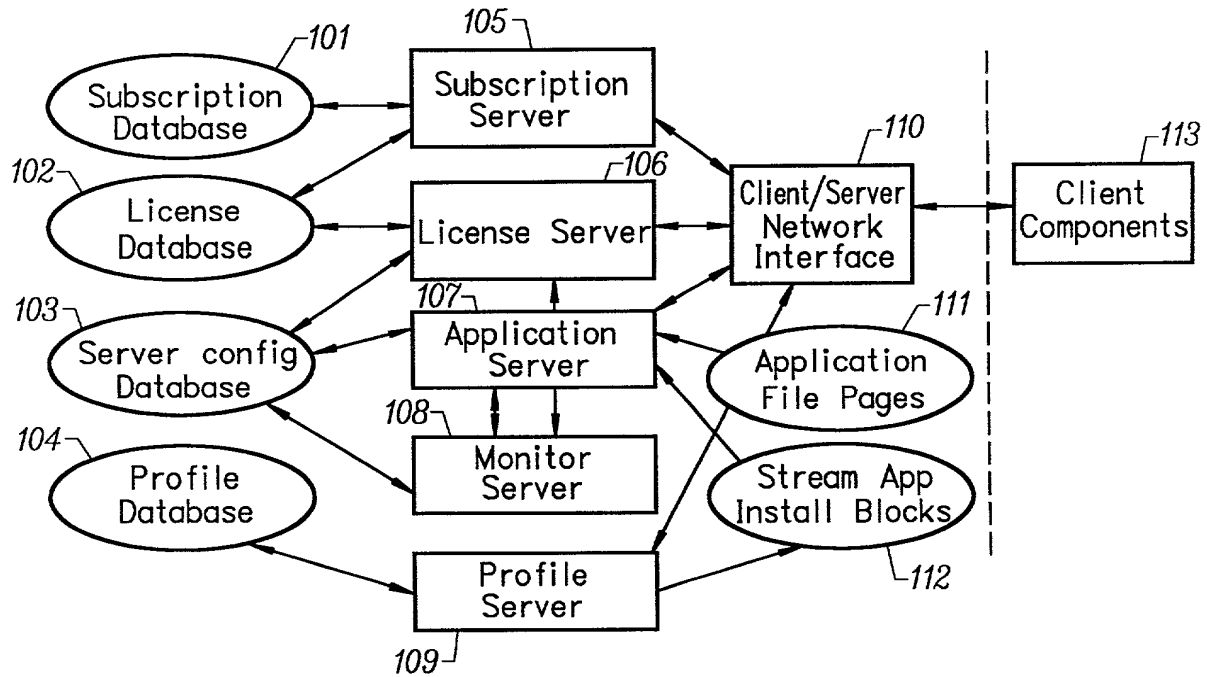 101
Subscription
Database
105
Subscription
Server
102
License
Database
106
License Server
110
Client/Server
Network
Interface
113
Client
Components
103
Server config
Database
107
Application
Server
111
Application
File Pages
104
Profile
Database
108
Monitor
Server
Stream App
Install Blocks
112
Profile
Server
109